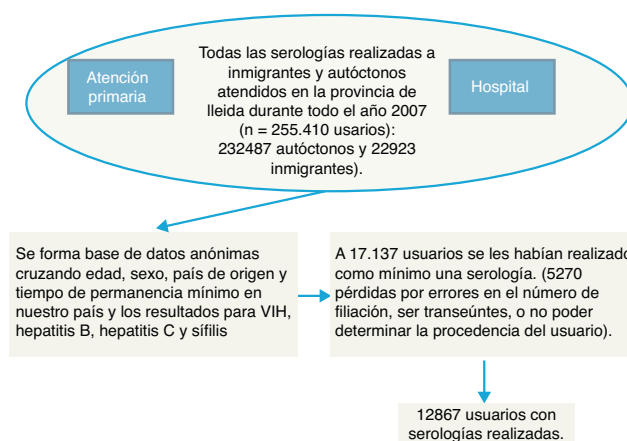 Todas las serologías realizadas a
inmigrantes y autóctonos
atendidos en la provincia de
lleida durante todo el año 2007
(n = 255.410 usarios):
232487 autóctonos y 22923
inmigrantes).
Atención
primaria
Hospital
Se forma base de datos anónimas
cruzando edad, sexo, país de origen y
tiempo de permanencia mínimo en
nuestro país y los resultados para VIH,
hepatitis B, hepatitis C y sífilis
A 17.137 usuarios se les habían realizado
como mínimo una serología. (5270
pérdidas por errores en el número de
filiación, ser transeúntes, o no poder
determinar la procedencia del usuario).
12867 usuarios con
serologías realizadas.